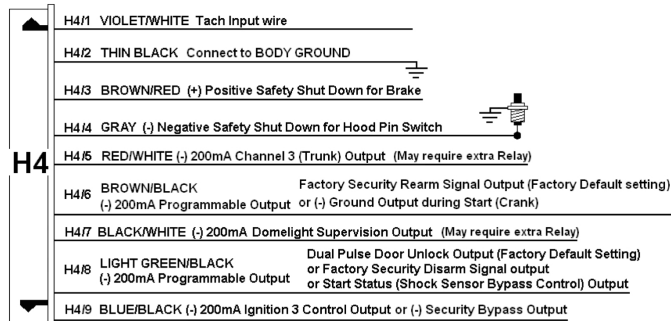 H4/1 VIOLET/WHITE Tach Input wire
H4/2 THIN BLACK Connect to BODY GROUND
H4/3 BROWN/RED (+) Positive Safety Shut Down for Brake
H4/4 GRAY (-) Negative Safety Shut Down for Hood Pin Switch
H4
H4/5 RED/WHITE (-) 200mA Channel 3 (Trunk) Output (May require extra Relay)
H4/6 BROWN/BLACK
(-) 200mA Programmable Output
Factory Security Rearm Signal Output (Factory Default setting)
or (-) Ground Output during Start (Crank)
H4/7 BLACK/WHITE (-) 200mA Domelight Supervision Output (May require extra Relay)
H4/8 LIGHT GREEN/BLACK
(-) 200mA Programmable Output
Dual Pulse Door Unlock Output (Factory Default Setting)
or Factory Security Disarm Signal output
or Start Status (Shock Sensor Bypass Control) Output
H4/9 BLUE/BLACK (-) 200mA Ignition 3 Control Output or (-) Security Bypass Output